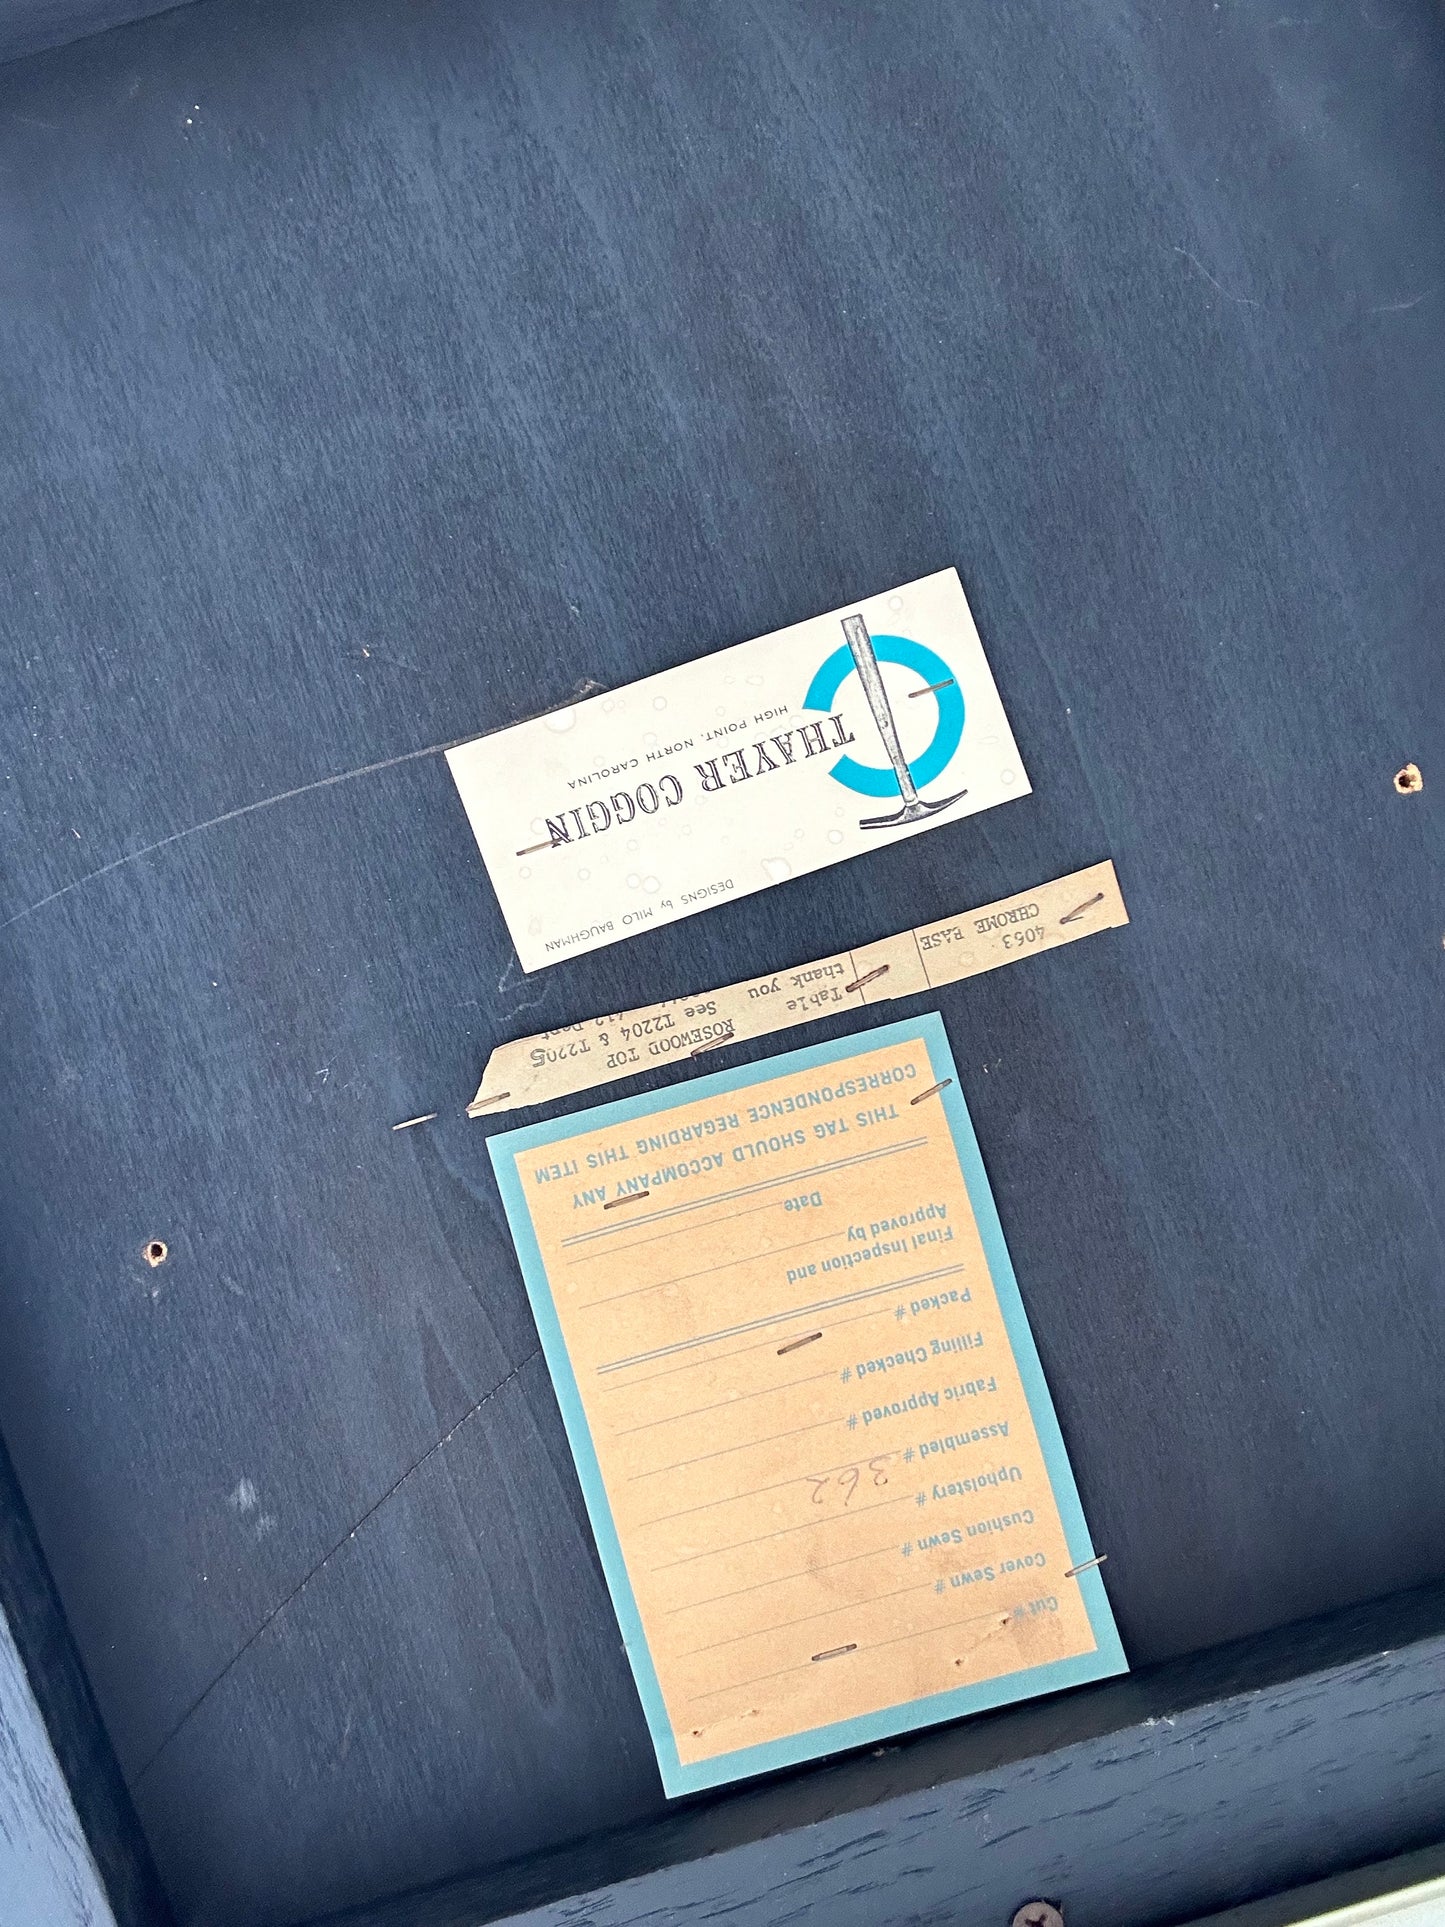 THAYER COGGIN
HIGH POINT, NORTH CAROLINA
DESIGNS by MILO BAUGHMAN
4063
CHROME BASE
Table
thank you
ROSEWOOD TOP
See T2204 & T2205
Cut #
Cover Sewn #
Cushion Sewn #
Upholstery #
Assembled # 362
Fabric Approved #
Filling Checked #
Packed #
Final Inspection and
Approved by
Date
THIS TAG SHOULD ACCOMPANY ANY
CORRESPONDENCE REGARDING THIS ITEM